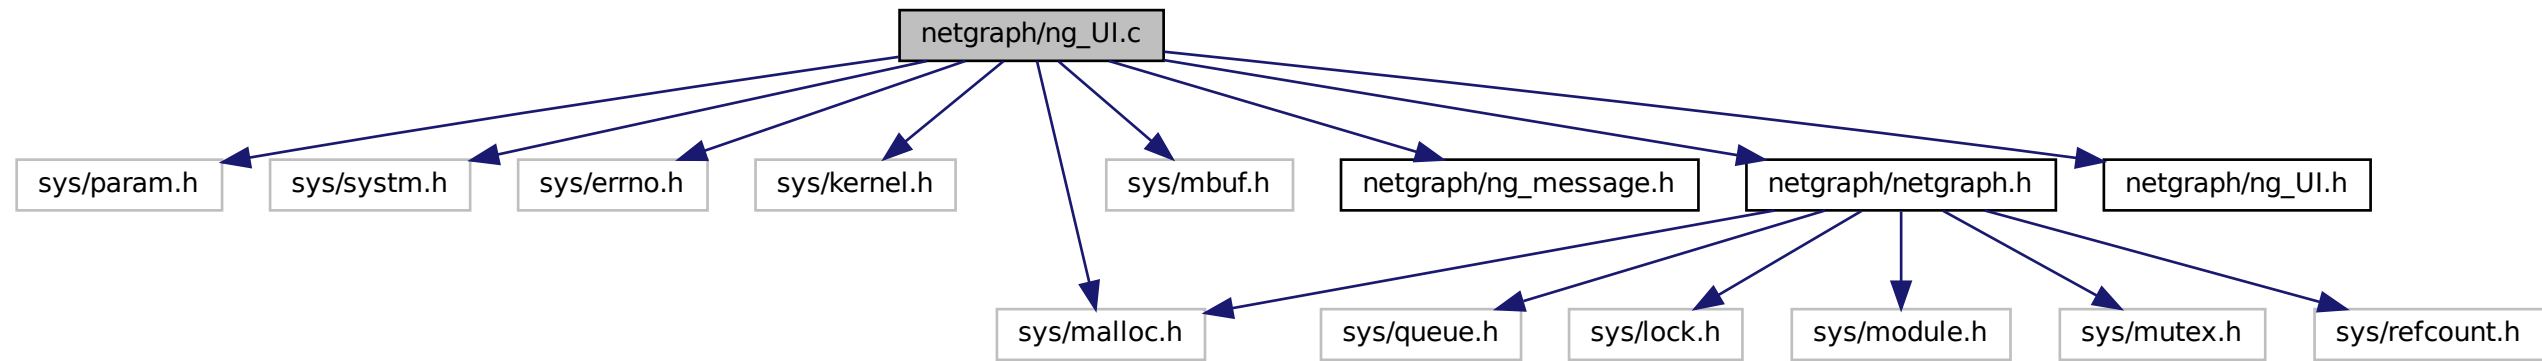 netgraph/ng_UI.c
sys/param.h
sys/systm.h
sys/errno.h
sys/kernel.h
sys/mbuf.h
netgraph/ng_message.h
netgraph/netgraph.h
netgraph/ng_UI.h
sys/malloc.h
sys/queue.h
sys/lock.h
sys/module.h
sys/mutex.h
sys/refcount.h